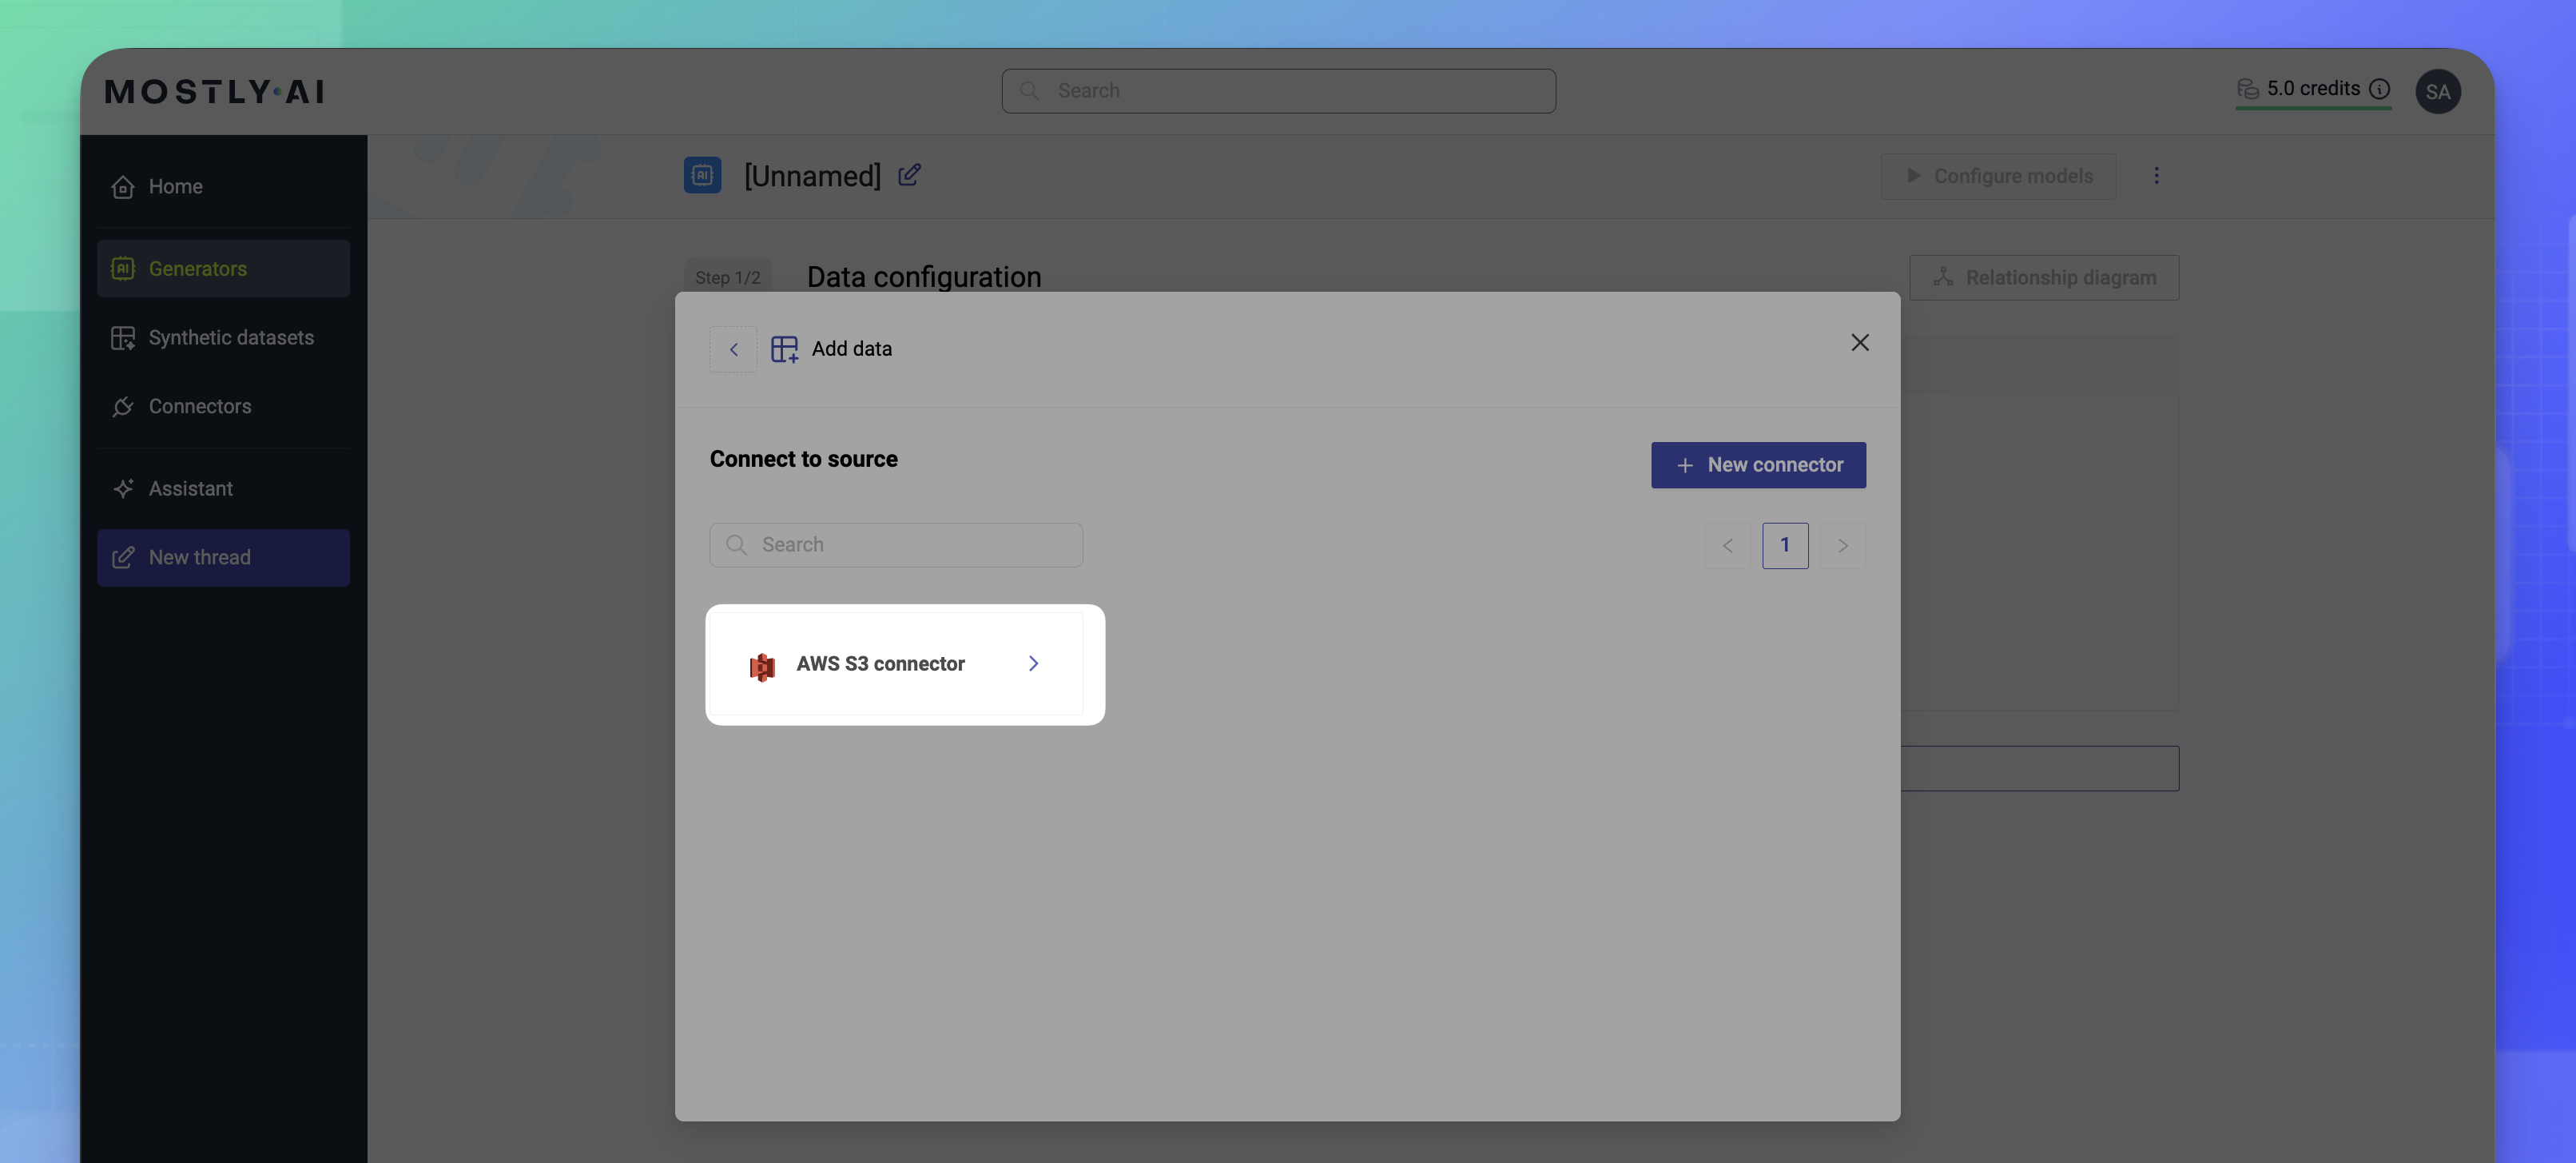 MOSTLY AI
Search
5.0 credits
SA
Home
Generators
Synthetic datasets
Connectors
Assistant
New thread
[Unnamed]
Configure models
Step 1/2
Data configuration
Relationship diagram
Add data
Connect to source
New connector
Search
1
AWS S3 connector